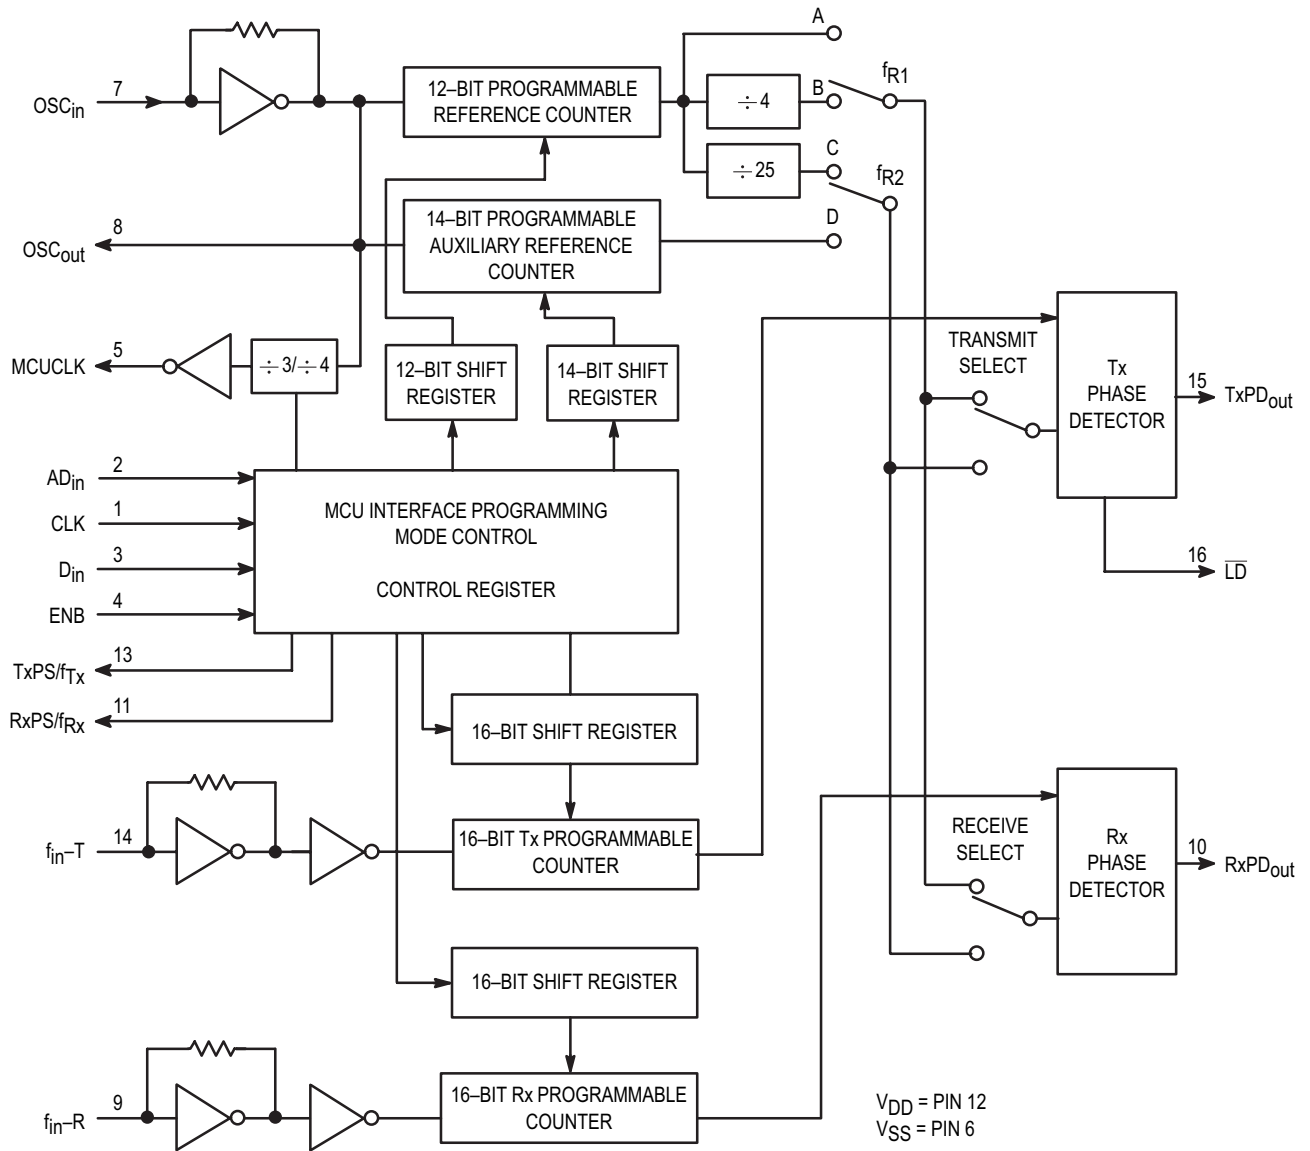 A
7
OSCin
12–BIT PROGRAMMABLE
REFERENCE COUNTER
÷ 4
B
fR1
÷ 25
C
fR2
8
OSCout
14–BIT PROGRAMMABLE
AUXILIARY REFERENCE
COUNTER
D
5
MCUCLK
÷ 3/÷ 4
12–BIT SHIFT
REGISTER
14–BIT SHIFT
REGISTER
TRANSMIT
SELECT
Tx
PHASE
DETECTOR
15
TxPDout
2
ADin
1
CLK
3
Din
4
ENB
MCU INTERFACE PROGRAMMING
MODE CONTROL
CONTROL REGISTER
16
LD
13
TxPS/fTx
11
RxPS/fRx
16–BIT SHIFT REGISTER
14
fin–T
16–BIT Tx PROGRAMMABLE
COUNTER
RECEIVE
SELECT
Rx
PHASE
DETECTOR
10
RxPDout
16–BIT SHIFT REGISTER
9
fin–R
16–BIT Rx PROGRAMMABLE
COUNTER
VDD = PIN 12
VSS = PIN 6